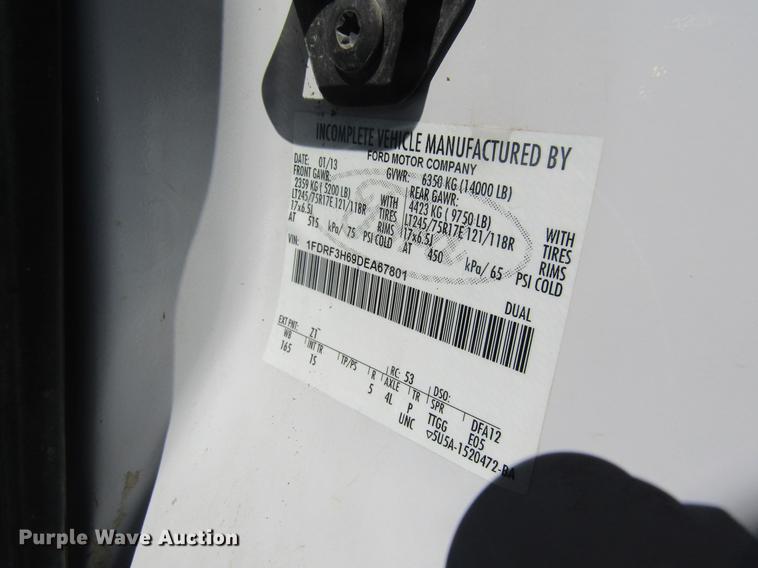 INCOMPLETE VEHICLE MANUFACTURED BY
FORD MOTOR COMPANY
DATE: 01/13 GVWR: 6350 KG (14000 LB)
FRONT GAWR: REAR GAWR:
2359 KG (5200 LB) WITH 4423 KG (9750 LB) WITH
LT245/75R17E 121/118R TIRES LT245/75R17E 121/118R TIRES
17x6.5J RIMS 17x6.5J RIMS
AT 515 kPa/ 75 PSI COLD AT 450 kPa/ 65 PSI COLD
VIN: 1FDRF3H69DEA67801
DUAL
EXT PNT: Z1 RC: 53 DSO:
WB INT TR TP/PS R AXLE TR SPR DFA12
165 15 5 4L P TTGG E05
UNC ▽5U5A-1520472-BA
Purple Wave Auction